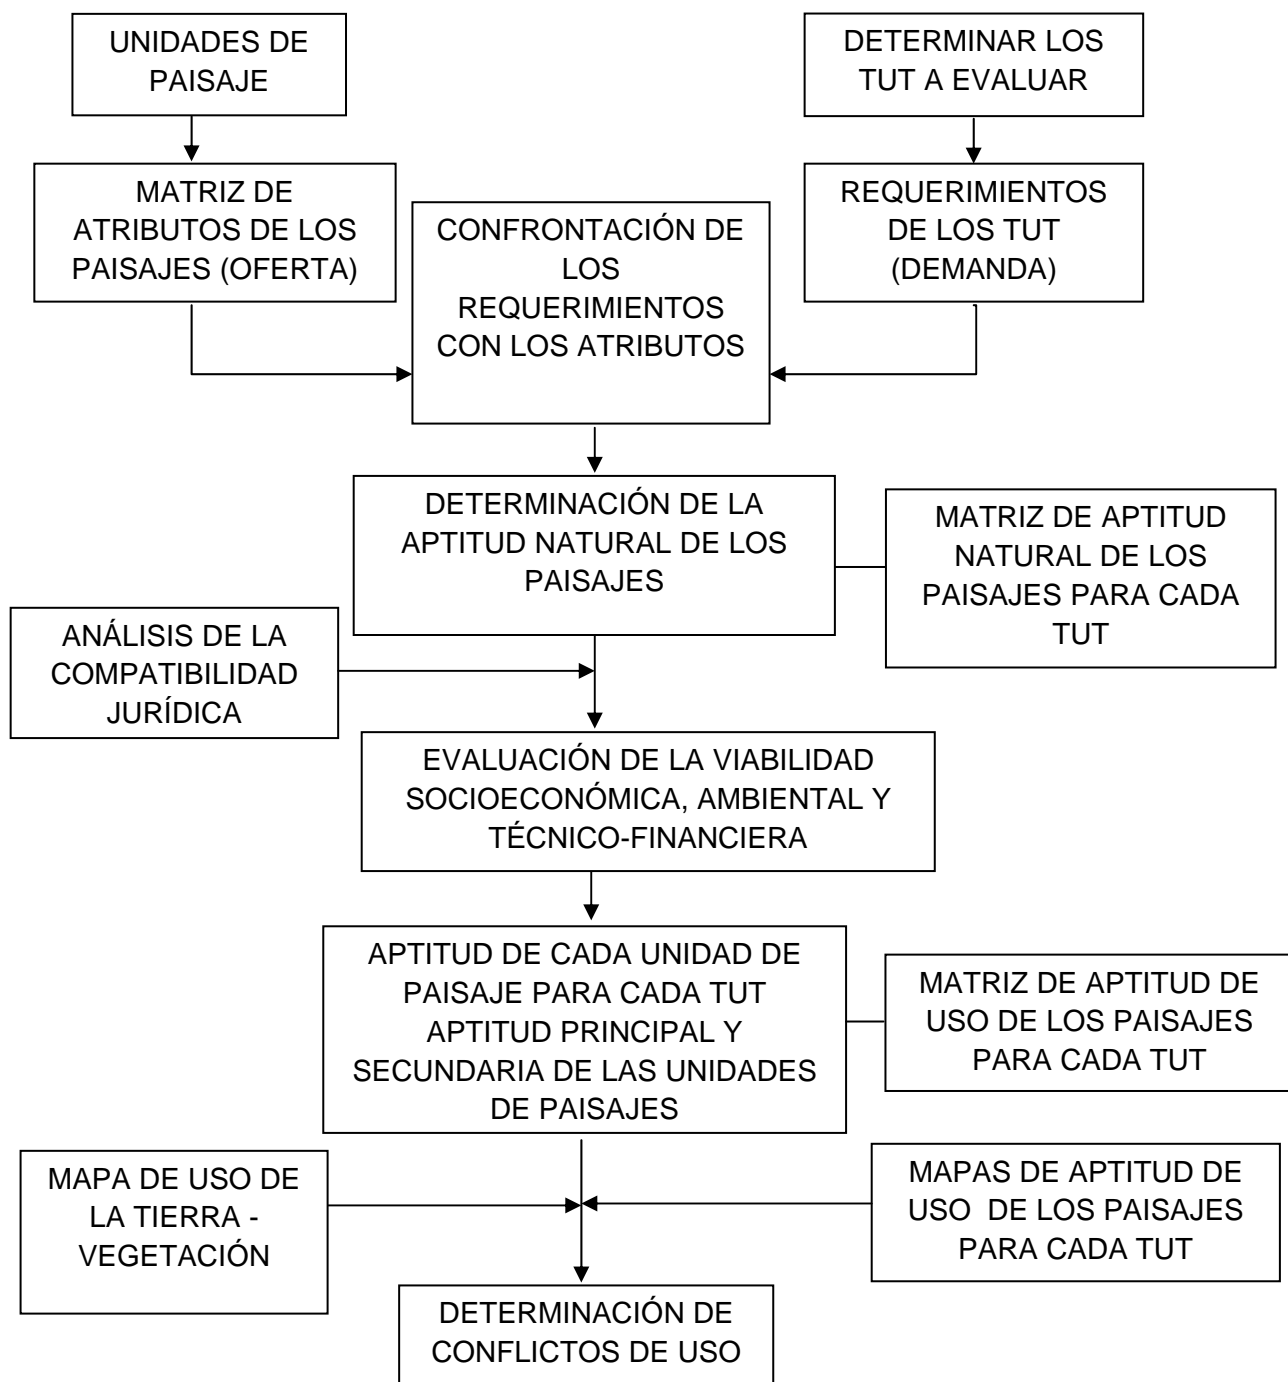 UNIDADES DE
PAISAJE
DETERMINAR LOS
TUT A EVALUAR
MATRIZ DE
ATRIBUTOS DE LOS
PAISAJES (OFERTA)
CONFRONTACIÓN DE
LOS
REQUERIMIENTOS
CON LOS ATRIBUTOS
REQUERIMIENTOS
DE LOS TUT
(DEMANDA)
DETERMINACIÓN DE LA
APTITUD NATURAL DE LOS
PAISAJES
MATRIZ DE APTITUD
NATURAL DE LOS
PAISAJES PARA CADA
TUT
ANÁLISIS DE LA
COMPATIBILIDAD
JURÍDICA
EVALUACIÓN DE LA VIABILIDAD
SOCIOECONÓMICA, AMBIENTAL Y
TÉCNICO-FINANCIERA
APTITUD DE CADA UNIDAD DE
PAISAJE PARA CADA TUT
APTITUD PRINCIPAL Y
SECUNDARIA DE LAS UNIDADES
DE PAISAJES
MATRIZ DE APTITUD DE
USO DE LOS PAISAJES
PARA CADA TUT
MAPA DE USO DE
LA TIERRA -
VEGETACIÓN
MAPAS DE APTITUD DE
USO DE LOS PAISAJES
PARA CADA TUT
DETERMINACIÓN DE
CONFLICTOS DE USO